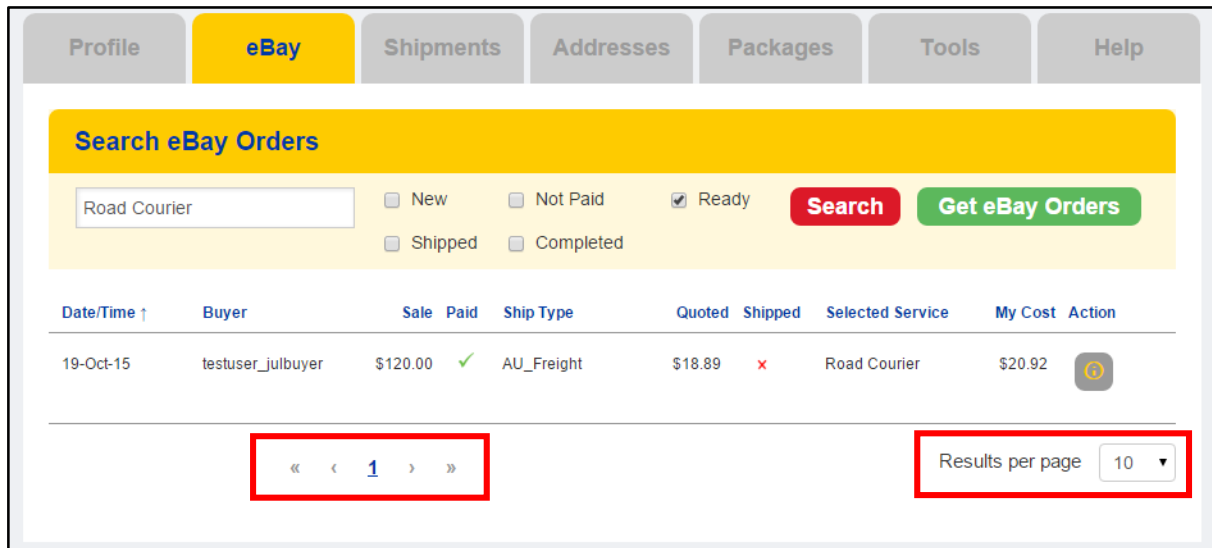 Profile eBay Shipments Addresses Packages Tools Help
Search eBay Orders
Road Courier New Not Paid Ready Search Get eBay Orders
Shipped Completed
Date/Time ↑ Buyer Sale Paid Ship Type Quoted Shipped Selected Service My Cost Action
19-Oct-15 testuser_julbuyer $120.00 ✓ AU_Freight $18.89 × Road Courier $20.92
« ‹ 1 › » Results per page 10